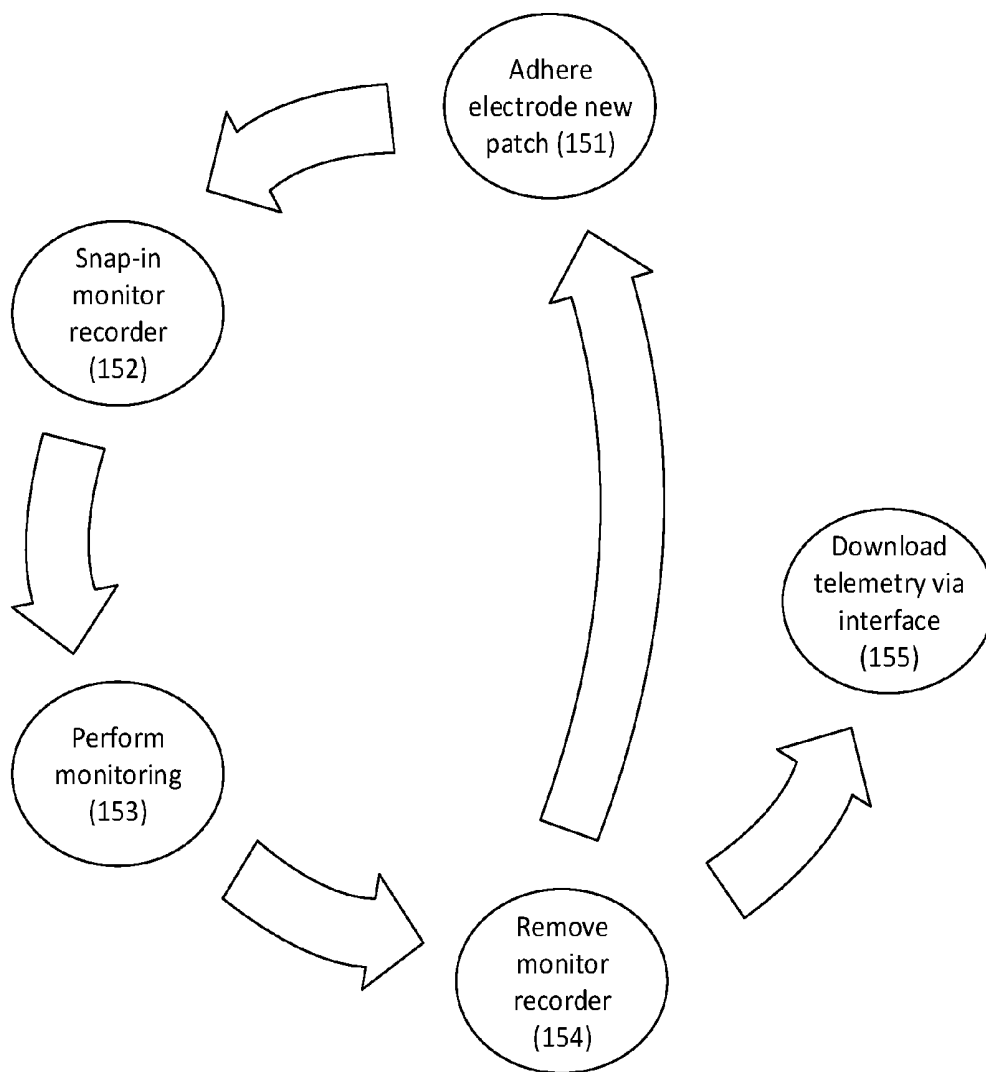 Adhere
electrode new
patch (151)
Snap-in
monitor
recorder
(152)
Perform
monitoring
(153)
Remove
monitor
recorder
(154)
Download
telemetry via
interface
(155)